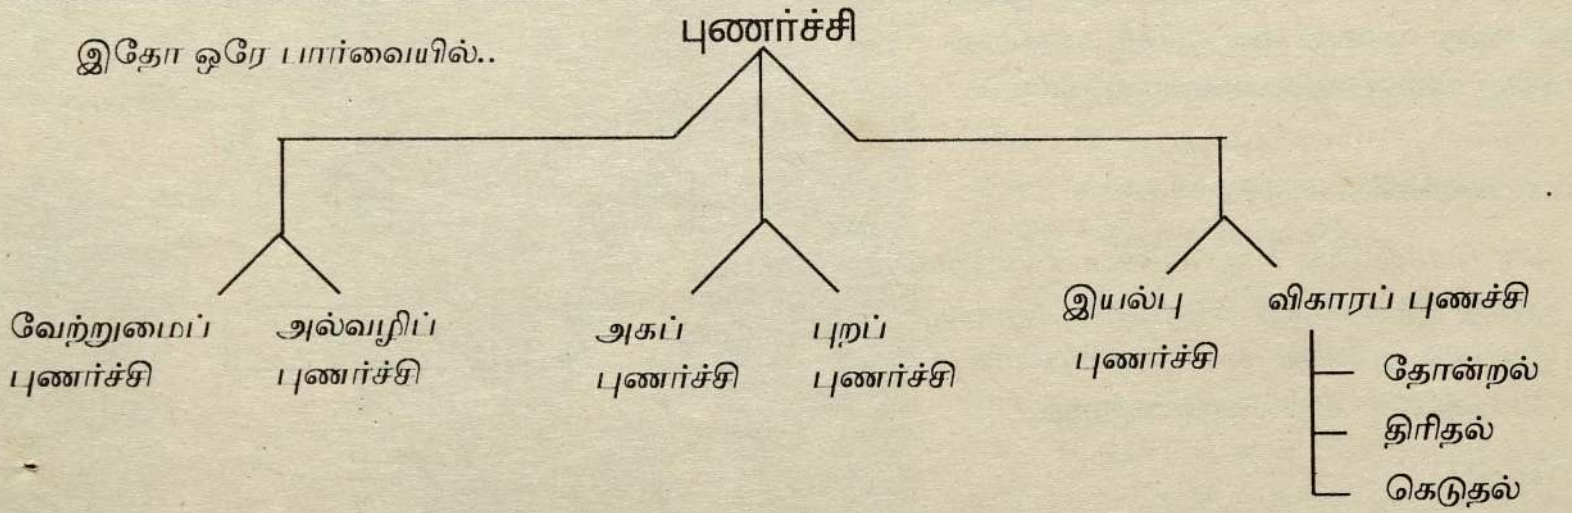 புணர்ச்சி
இதோ ஒரே பார்வையில்..
வேற்றுமைப்
புணர்ச்சி
அல்வழிப்
புணர்ச்சி
அகப்
புணர்ச்சி
புறப்
புணர்ச்சி
இயல்பு
புணர்ச்சி
விகாரப் புணச்சி
தோன்றல்
திரிதல்
கெடுதல்